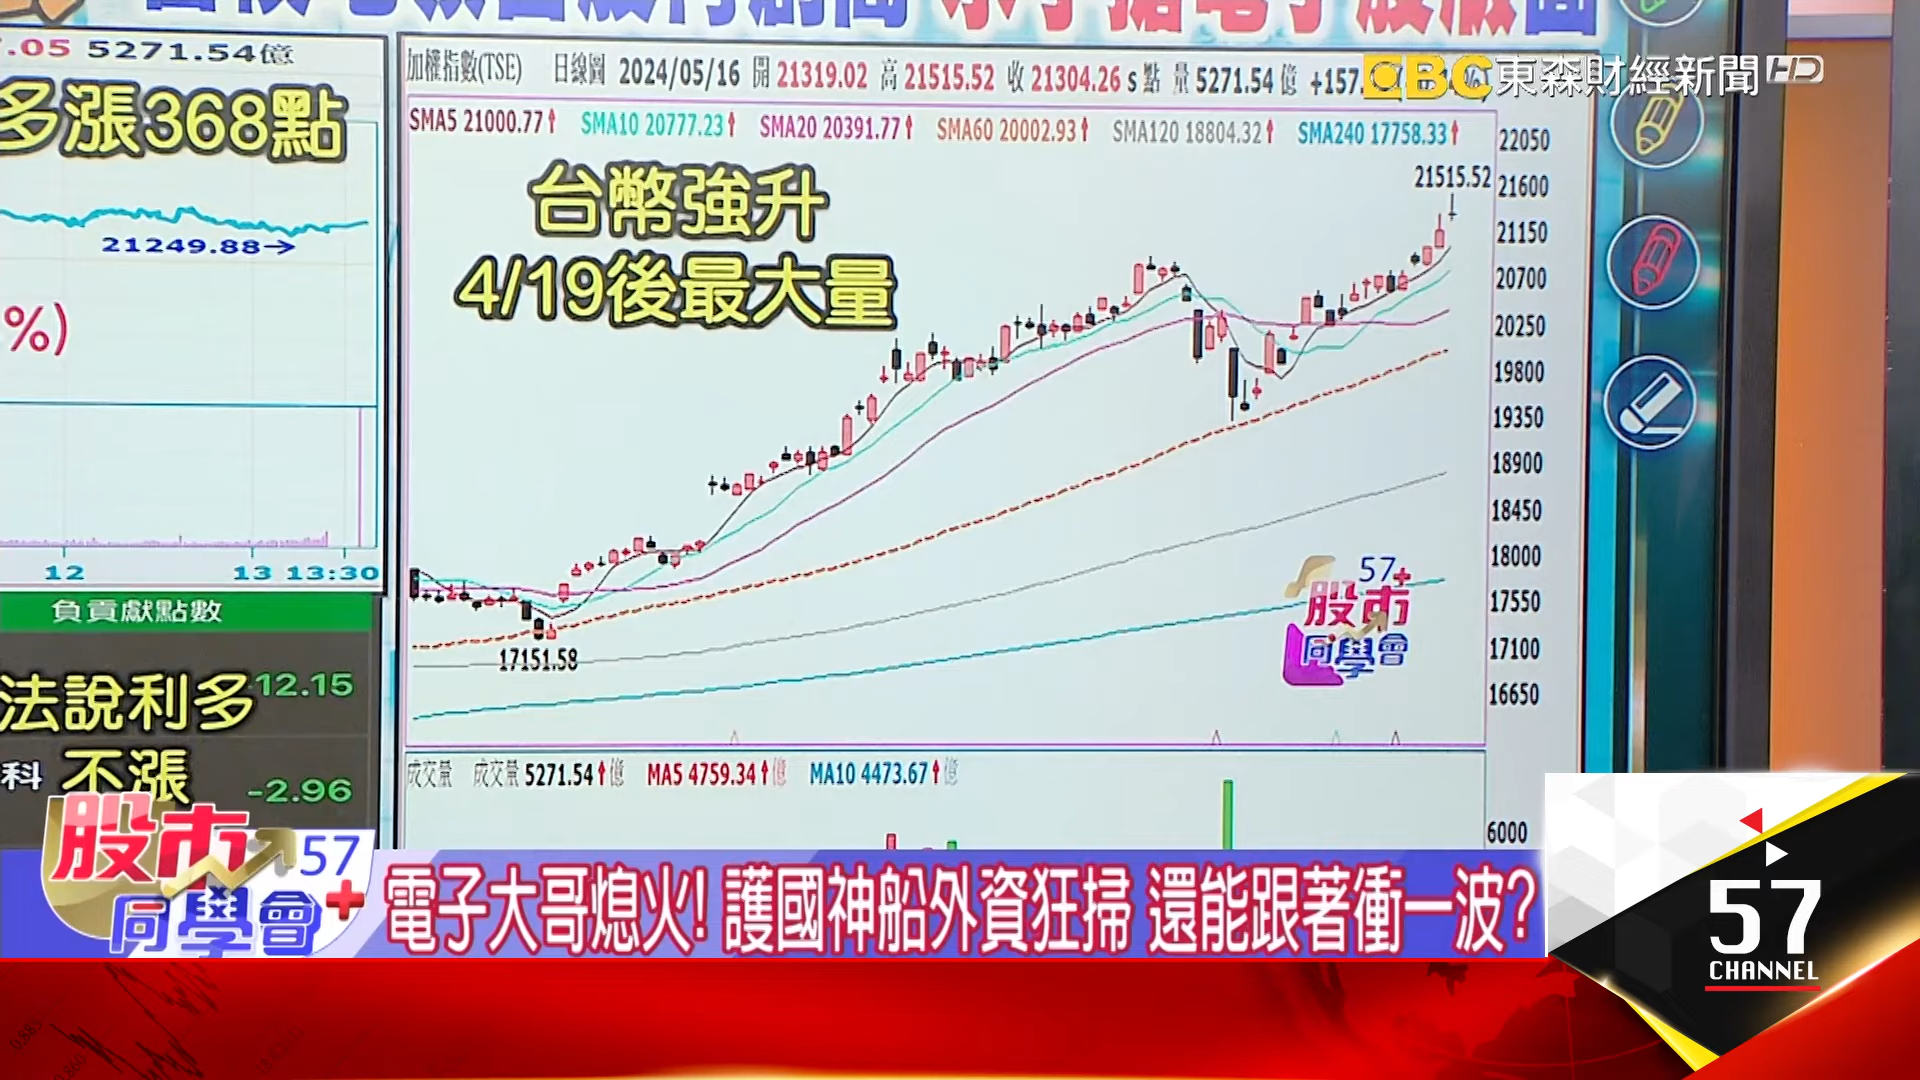 .05 5271.54億
多漲368點
21249.88→
%)
12 13 13:30
負貢獻點數
法說利多 -12.15
科 不漲 -2.96
加權指數(TSE) 日線圖 2024/05/16 開 21319.02 高 21515.52 收 21304.26 s 點 量 5271.54 億 +157.
EBC 東森財經新聞 HD
SMA5 21000.77↑ SMA10 20777.23↑ SMA20 20391.77↑ SMA60 20002.93↑ SMA120 18804.32↑ SMA240 17758.33↑
台幣強升
4/19後最大量
21515.52
17151.58
22050
21600
21150
20700
20250
19800
19350
18900
18450
18000
17550
17100
16650
57+
股市
同學會
成交量 成交量 5271.54↑億 MA5 4759.34↑億 MA10 4473.67↑億
6000
股市 57
同學會+
電子大哥熄火! 護國神船外資狂掃 還能跟著衝一波?
57
CHANNEL